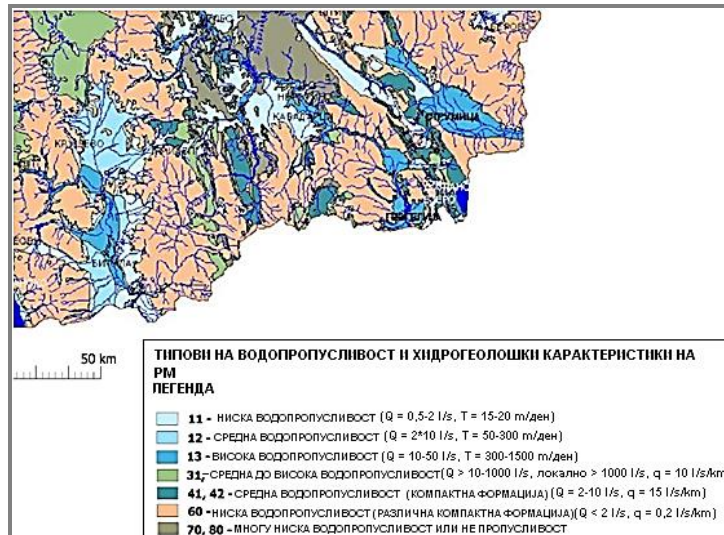 КАВАДАРЦИ
СТРУМИЦА
КРУШЕВО
ГЕВГЕЛИЈА
БИТОЛА
50 km
ТИПОВИ НА ВОДОПРОПУСЛИВОСТ И ХИДРОГЕОЛОШКИ КАРАКТЕРИСТИКИ НА
РМ
ЛЕГЕНДА
11 - НИСКА ВОДОПРОПУСЛИВОСТ (Q = 0,5-2 l/s, T = 15-20 m/ден)
12 - СРЕДНА ВОДОПРОПУСЛИВОСТ (Q = 2*10 l/s, T = 50-300 m/ден)
13 - ВИСОКА ВОДОПРОПУСЛИВОСТ (Q = 10-50 l/s, T = 300-1500 m/ден)
31,-СРЕДНА ДО ВИСОКА ВОДОПРОПУСЛИВОСТ(Q > 10-1000 l/s, локално > 1000 l/s, q = 10 l/s/km
41, 42 - СРЕДНА ВОДОПРОПУСЛИВОСТ (КОМПАКТНА ФОРМАЦИЈА) (Q = 2-10 l/s, q = 15 l/s/km)
60 - НИСКА ВОДОПРОПУСЛИВОСТ (РАЗЛИЧНА КОМПАКТНА ФОРМАЦИЈА)(Q < 2 l/s, q = 0,2 l/s/km)
70, 80 - МНОГУ НИСКА ВОДОПРОПУСЛИВОСТ ИЛИ НЕ ПРОПУСЛИВОСТ